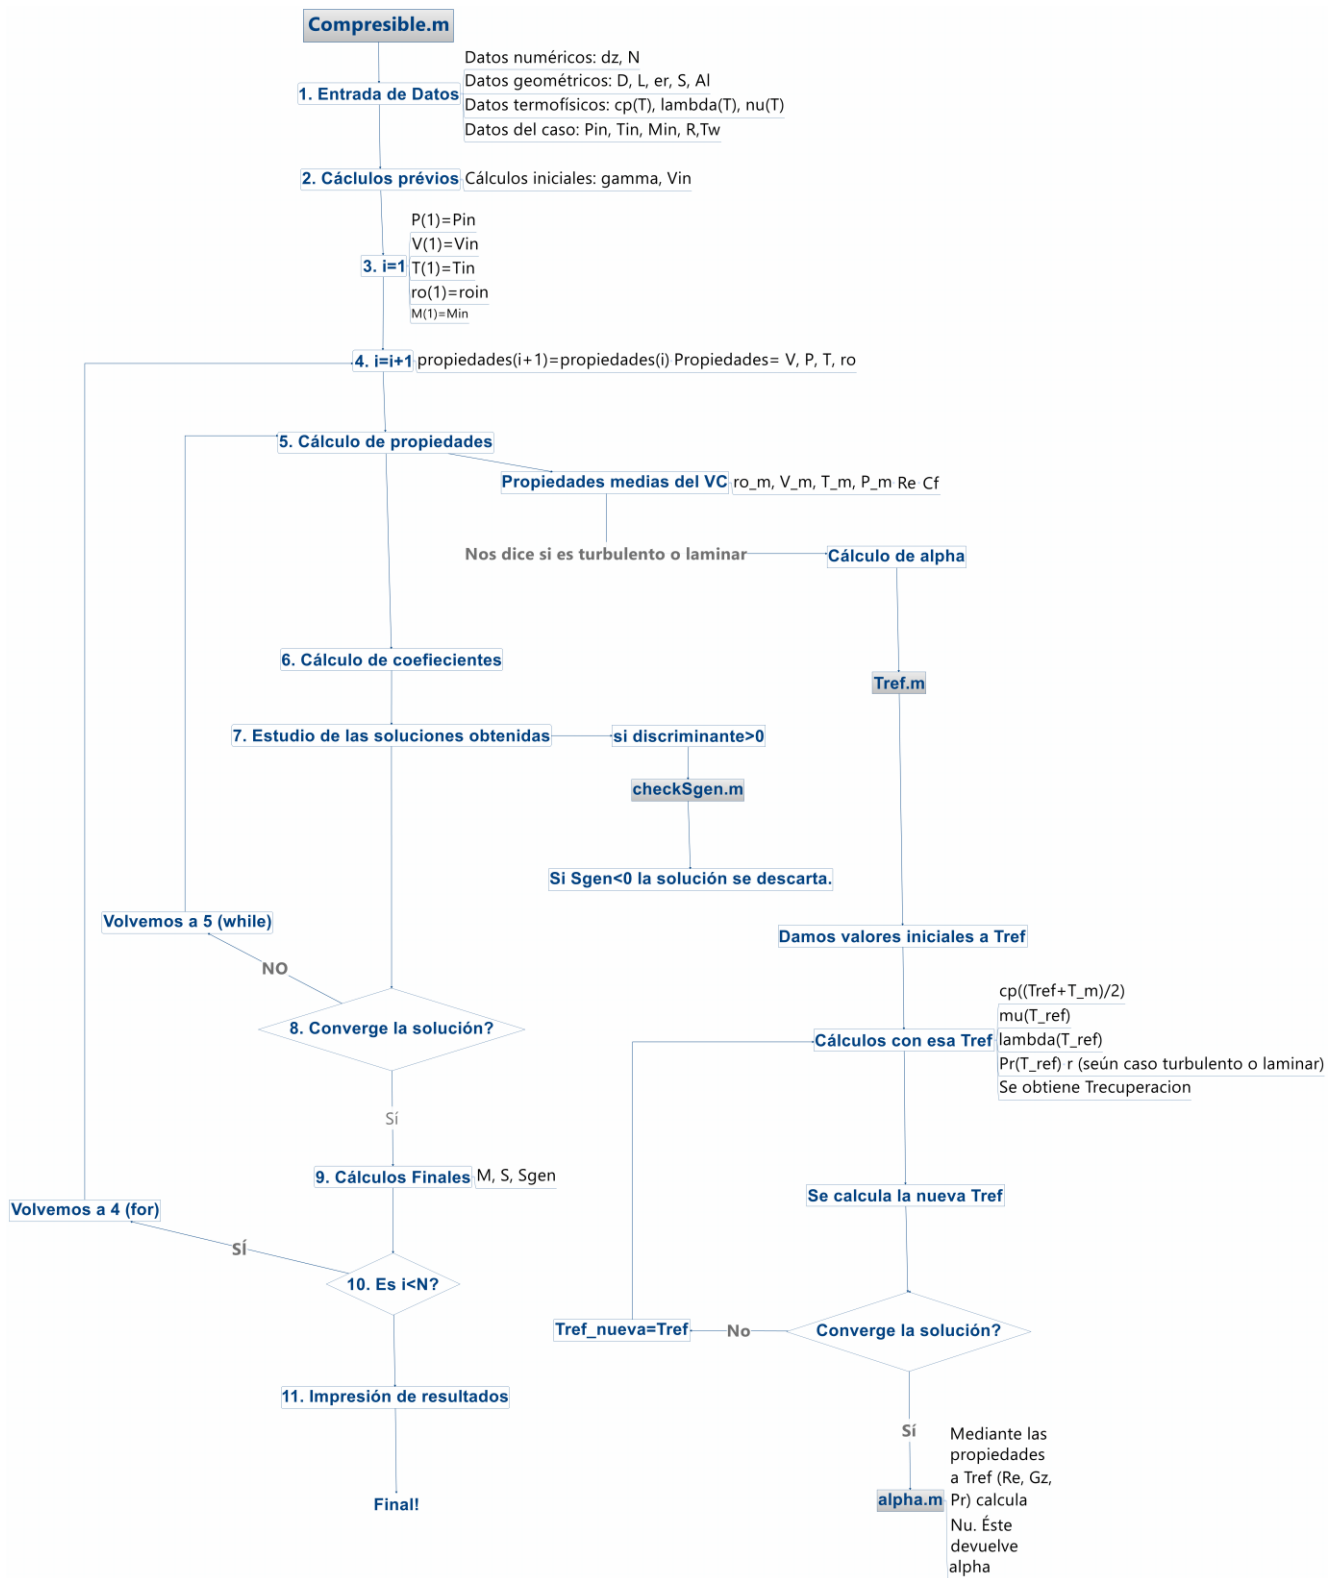 Compresible.m
Datos numéricos: dz, N
Datos geométricos: D, L, er, S, Al
1. Entrada de Datos
Datos termofísicos: cp(T), lambda(T), nu(T)
Datos del caso: Pin, Tin, Min, R,Tw
2. Cáclulos prévios
Cálculos iniciales: gamma, Vin
P(1)=Pin
V(1)=Vin
3. i=1
T(1)=Tin
ro(1)=roin
M(1)=Min
4. i=i+1
propiedades(i+1)=propiedades(i) Propiedades= V, P, T, ro
5. Cálculo de propiedades
Propiedades medias del VC
ro_m, V_m, T_m, P_m Re Cf
Nos dice si es turbulento o laminar
Cálculo de alpha
6. Cálculo de coefiecientes
Tref.m
7. Estudio de las soluciones obtenidas
si discriminante>0
checkSgen.m
Si Sgen<0 la solución se descarta.
Volvemos a 5 (while)
Damos valores iniciales a Tref
NO
8. Converge la solución?
cp((Tref+T_m)/2)
mu(T_ref)
Cálculos con esa Tref
lambda(T_ref)
Pr(T_ref) r (seún caso turbulento o laminar)
Se obtiene Trecuperacion
Sí
9. Cálculos Finales
M, S, Sgen
Se calcula la nueva Tref
Volvemos a 4 (for)
SÍ
10. Es i<N?
Tref_nueva=Tref
No
Converge la solución?
11. Impresión de resultados
Sí
Mediante las
propiedades
a Tref (Re, Gz,
alpha.m
Pr) calcula
Nu. Éste
devuelve
alpha
Final!